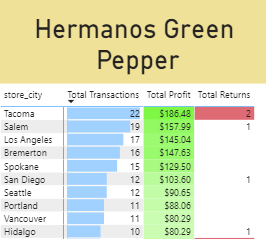 Hermanos Green
Pepper
store_city Total Transactions Total Profit Total Returns
Tacoma 22 $186.48 2
Salem 19 $157.99 1
Los Angeles 17 $145.04
Bremerton 16 $147.63
Spokane 15 $129.50
San Diego 12 $103.60 1
Seattle 12 $90.65
Portland 11 $88.06
Vancouver 11 $80.29
Hidalgo 10 $80.29 1